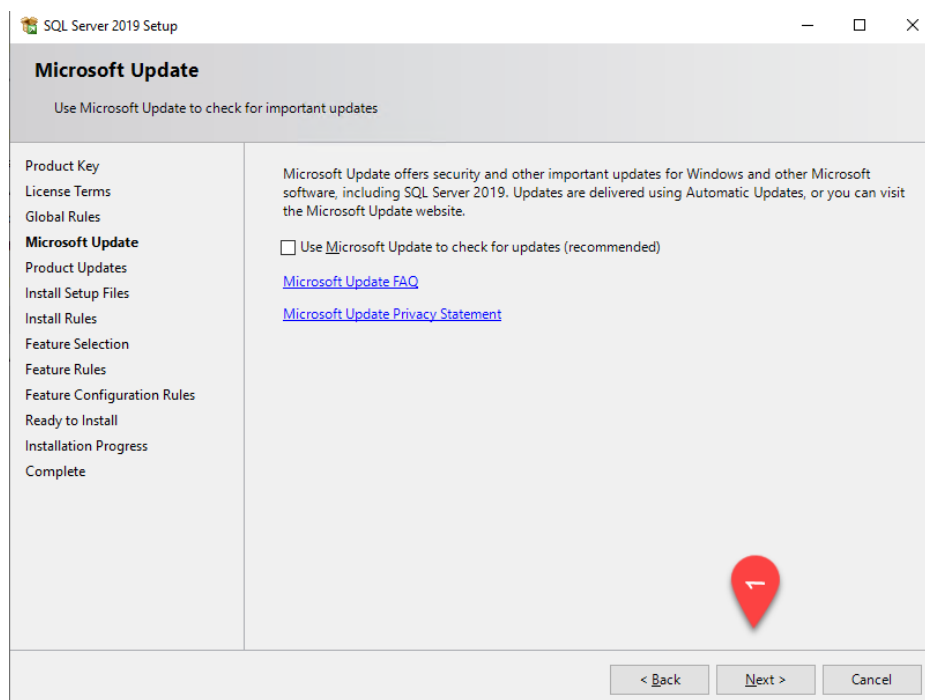 SQL Server 2019 Setup
Microsoft Update
Use Microsoft Update to check for important updates
Product Key
License Terms
Global Rules
Microsoft Update
Product Updates
Install Setup Files
Install Rules
Feature Selection
Feature Rules
Feature Configuration Rules
Ready to Install
Installation Progress
Complete
Microsoft Update offers security and other important updates for Windows and other Microsoft
software, including SQL Server 2019. Updates are delivered using Automatic Updates, or you can visit
the Microsoft Update website.
Use Microsoft Update to check for updates (recommended)
Microsoft Update FAQ
Microsoft Update Privacy Statement
1
< Back
Next >
Cancel